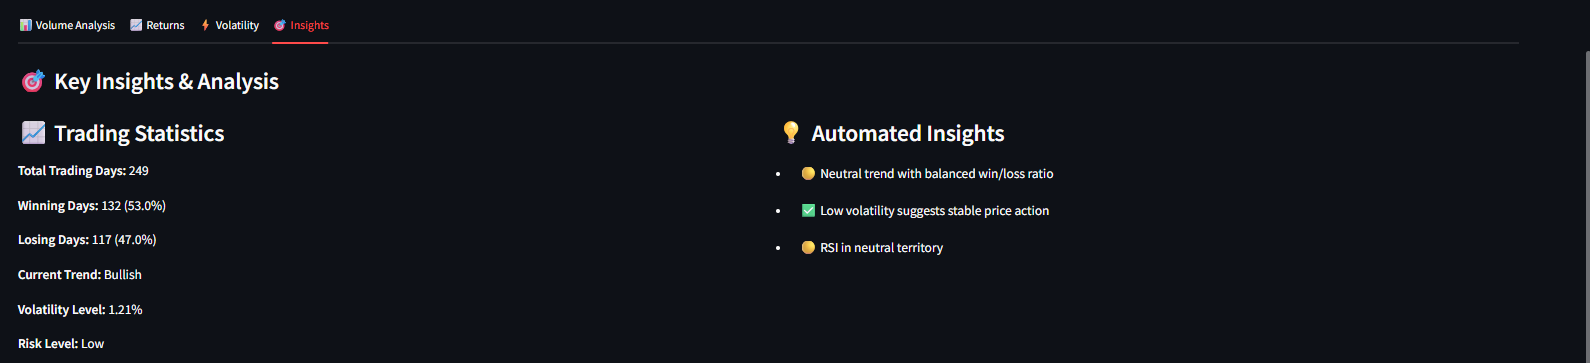 📊 Volume Analysis 📈 Returns ⚡ Volatility 🎯 Insights
🎯 Key Insights & Analysis
📈 Trading Statistics
Total Trading Days: 249
Winning Days: 132 (53.0%)
Losing Days: 117 (47.0%)
Current Trend: Bullish
Volatility Level: 1.21%
Risk Level: Low
💡 Automated Insights
• 🟡 Neutral trend with balanced win/loss ratio
• ✅ Low volatility suggests stable price action
• 🟡 RSI in neutral territory